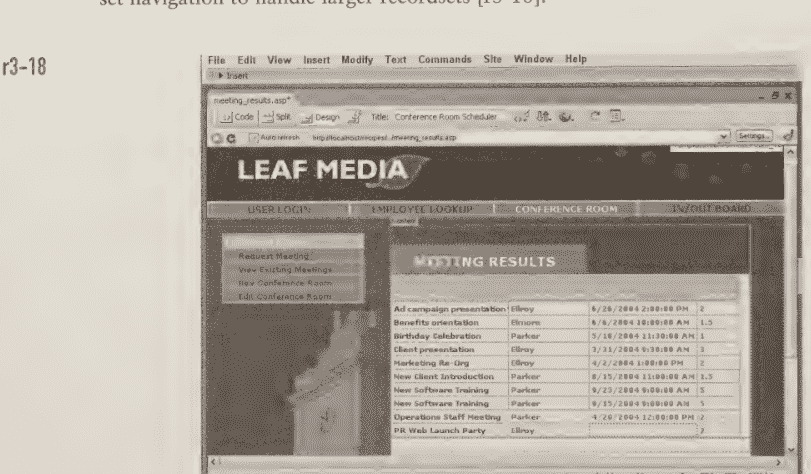 set navigation to handle larger recordsets [r3-18].
r3-18
File Edit View Insert Modify Text Commands Site Window Help
Insert
meeting_results.asp*
Code Split Design Title: Conference Room Scheduler
Auto refresh Settings...
LEAF MEDIA
USER LOGIN EMPLOYEE LOOKUP CONFERENCE ROOM IN/OUT BOARD
Request Meeting
View Existing Meetings
New Conference Room
Edit Conference Room
MEETING RESULTS
Ad campaign presentation Ellroy 6/26/2004 2:00:00 PM 2
Benefits orientation Elmore 6/6/2004 10:00:00 AM 1.5
Birthday Celebration Parker 5/18/2004 11:30:00 AM 1
Client presentation Ellroy 3/31/2004 9:30:00 AM 3
Marketing Re-Org Ellroy 4/2/2004 1:00:00 PM 2
New Client Introduction Parker 8/15/2004 11:00:00 AM 1.5
New Software Training Parker 9/25/2004 9:00:00 AM 5
New Software Training Parker 9/15/2004 9:00:00 AM 5
Operations Staff Meeting Parker 4/20/2004 12:00:00 PM 2
PR Web Launch Party Ellroy